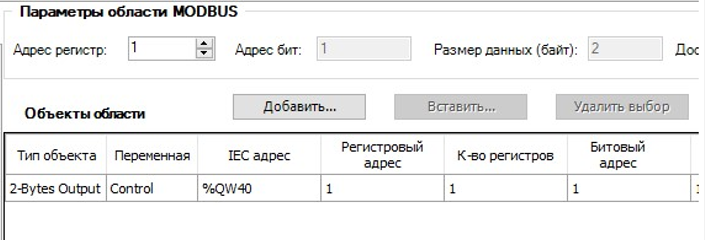 Параметры области MODBUS
Адрес регистр: 1 Адрес бит: 1 Размер данных (байт): 2 Дос
Объекты области Добавить... Вставить... Удалить выбор
Тип объекта Переменная IEC адрес Регистровый адрес К-во регистров Битовый адрес
2-Bytes Output Control %QW40 1 1 1 1